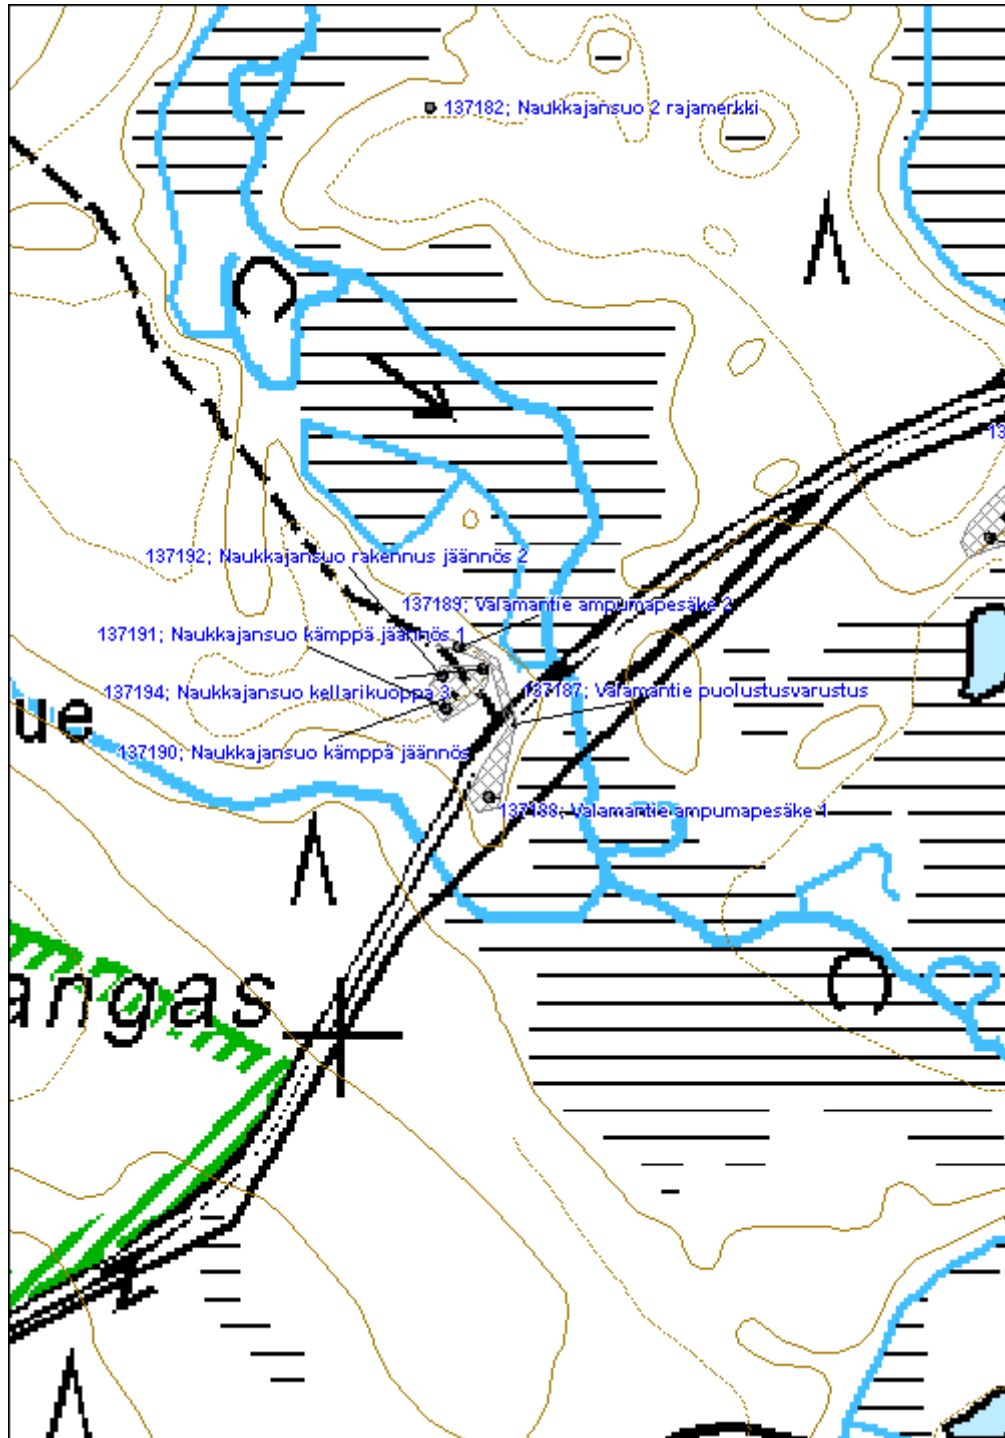 137182; Naukkajansuo 2 rajamerkki
13
137192; Naukkajansuo rakennus jäännös 2
137189; Valamantie ampumapesäke 2
137191; Naukkajansuo kämppä jäännös 1
137194; Naukkajansuo kellarikuoppa 3
137187; Valamantie puolustusvarustus
ue
137190; Naukkajansuo kämppä jäännös
137188; Valamantie ampumapesäke 1
angas